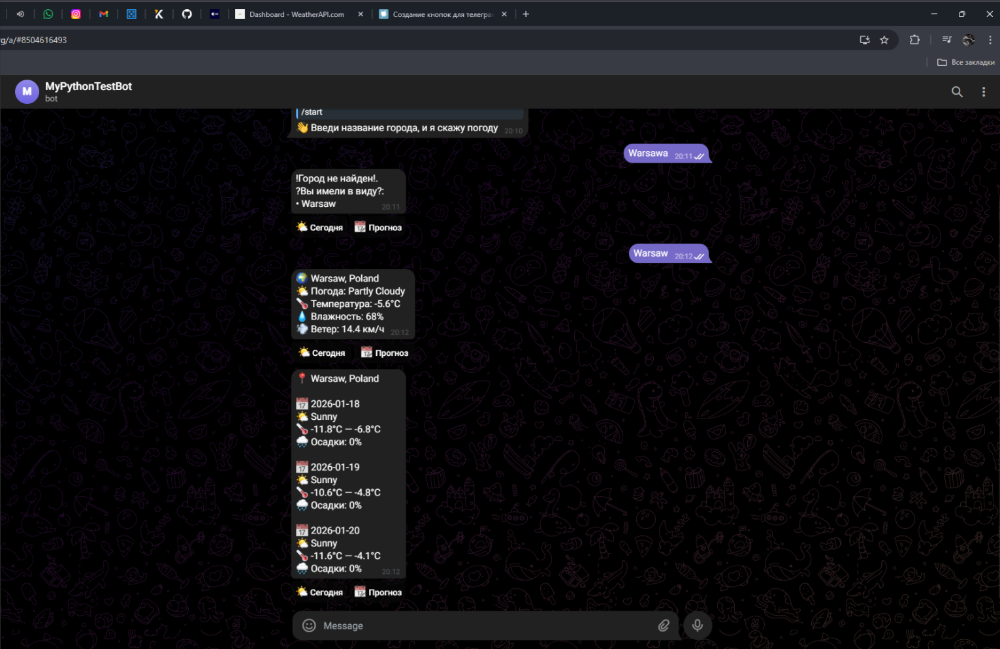 Dashboard - WeatherAPI.com
Создание кнопок для телегра
g/a/#8504616493
Все закладки
M
MyPythonTestBot
bot
/start
👋 Введи название города, и я скажу погоду 20:10
Warsawa 20:11
!Город не найден!.
?Вы имели в виду?:
• Warsaw 20:11
Сегодня Прогноз
Warsaw 20:12
Warsaw, Poland
Погода: Partly Cloudy
Температура: -5.6°C
Влажность: 68%
Ветер: 14.4 км/ч 20:12
Сегодня Прогноз
Warsaw, Poland
17 2026-01-18
Sunny
-11.8°C — -6.8°C
Осадки: 0%
17 2026-01-19
Sunny
-10.6°C — -4.8°C
Осадки: 0%
17 2026-01-20
Sunny
-11.6°C — -4.1°C
Осадки: 0% 20:12
Сегодня Прогноз
Message